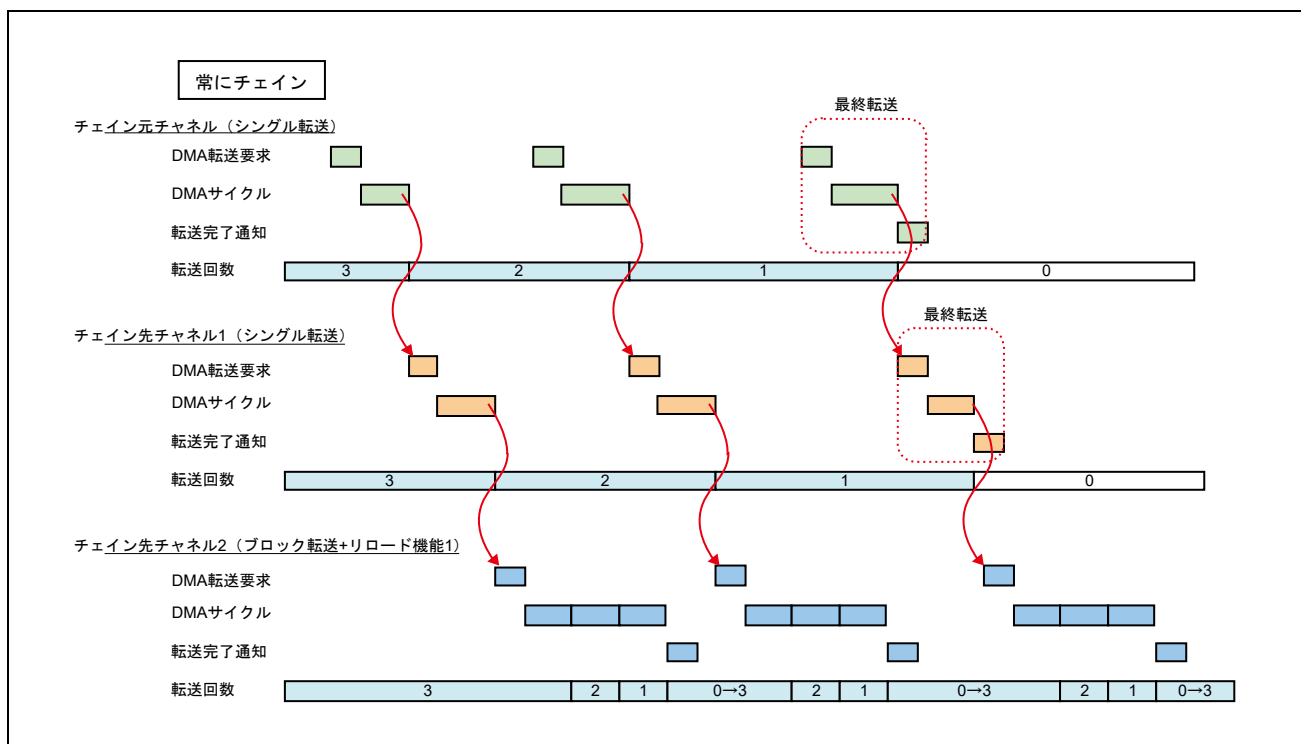 常にチェイン
最終転送
チェイン元チャネル（シングル転送）
DMA転送要求
DMAサイクル
転送完了通知
転送回数 3 2 1 0
最終転送
チェイン先チャネル1（シングル転送）
DMA転送要求
DMAサイクル
転送完了通知
転送回数 3 2 1 0
チェイン先チャネル2（ブロック転送+リロード機能1）
DMA転送要求
DMAサイクル
転送完了通知
転送回数 3 2 1 0→3 2 1 0→3 2 1 0→3